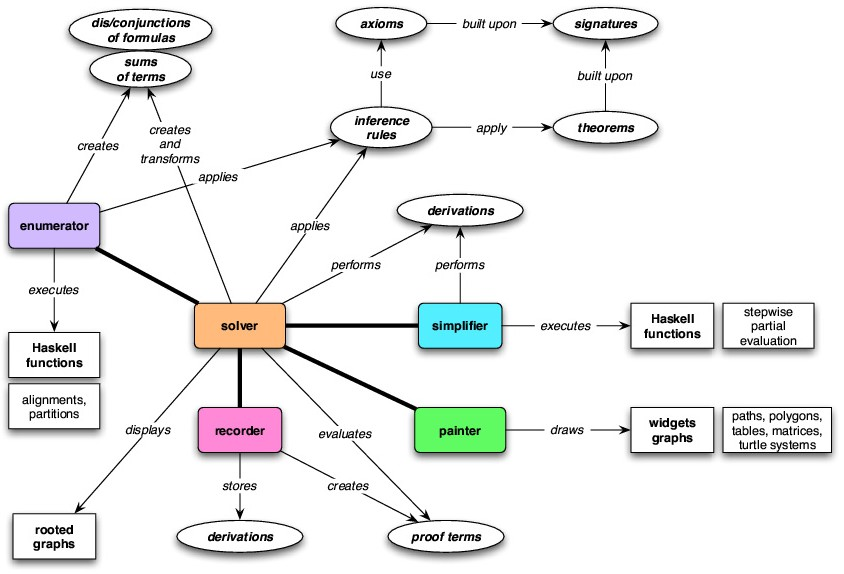 dis/conjunctions
of formulas
sums
of terms
axioms
built upon
signatures
use
built upon
creates
creates
and
transforms
inference
rules
apply
theorems
applies
applies
derivations
enumerator
performs
performs
executes
solver
simplifier
executes
Haskell
functions
stepwise
partial
evaluation
Haskell
functions
alignments,
partitions
displays
recorder
evaluates
painter
draws
widgets
graphs
paths, polygons,
tables, matrices,
turtle systems
stores
creates
rooted
graphs
derivations
proof terms